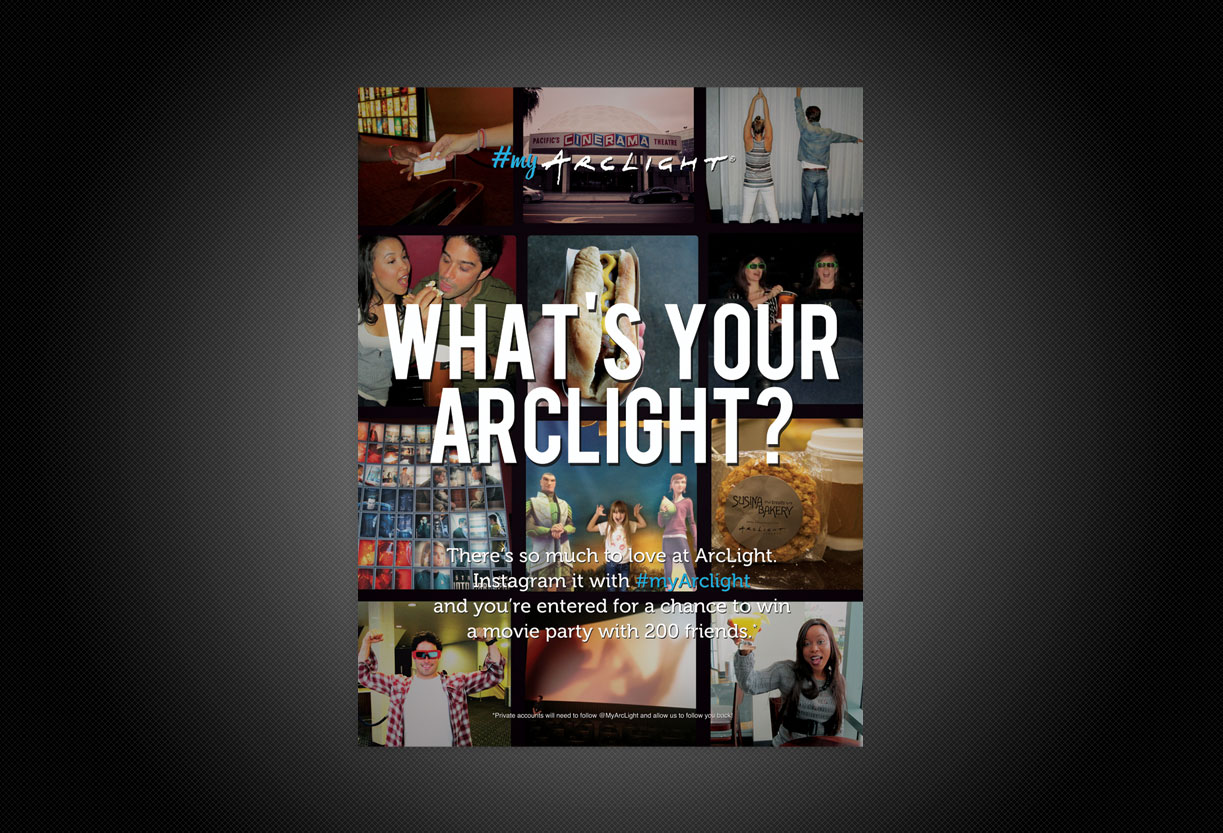 PACIFIC'S CINERAMA THEATRE
#my ARCLIGHT®
WHAT'S YOUR
ARCLIGHT?
SUSINA
BAKERY
ARCLIGHT
There's so much to love at ArcLight.
Instagram it with #myArclight
and you're entered for a chance to win
a movie party with 200 friends.*
*Private accounts will need to follow @MyArcLight and allow us to follow you back!